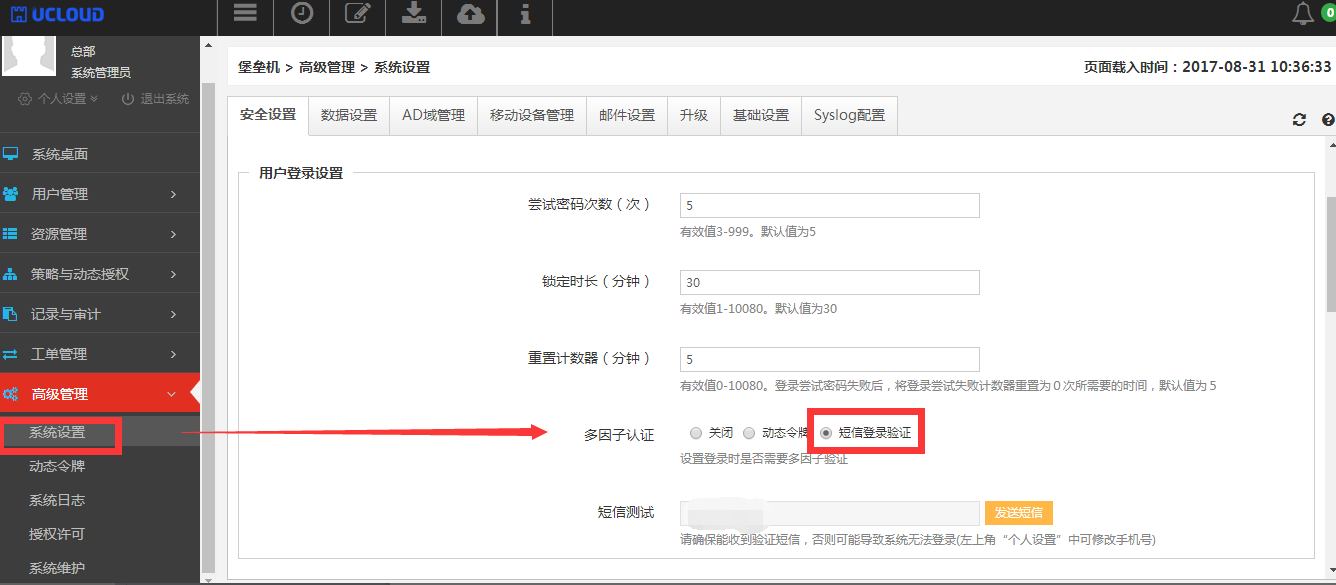 UCLOUD
0
总部
系统管理员
个人设置 退出系统
系统桌面
用户管理
资源管理
策略与动态授权
记录与审计
工单管理
高级管理
系统设置
动态令牌
系统日志
授权许可
系统维护
堡垒机 > 高级管理 > 系统设置
页面载入时间：2017-08-31 10:36:33
安全设置 数据设置 AD域管理 移动设备管理 邮件设置 升级 基础设置 Syslog配置
用户登录设置
尝试密码次数（次） 5
有效值3-999。默认值为5
锁定时长（分钟） 30
有效值1-10080。默认值为30
重置计数器（分钟） 5
有效值0-10080。登录尝试密码失败后，将登录尝试失败计数器重置为 0 次所需要的时间，默认值为 5
多因子认证 关闭 动态令牌 短信登录验证
设置登录时是否需要多因子验证
短信测试 发送短信
请确保能收到验证短信，否则可能导致系统无法登录(左上角“个人设置”中可修改手机号)